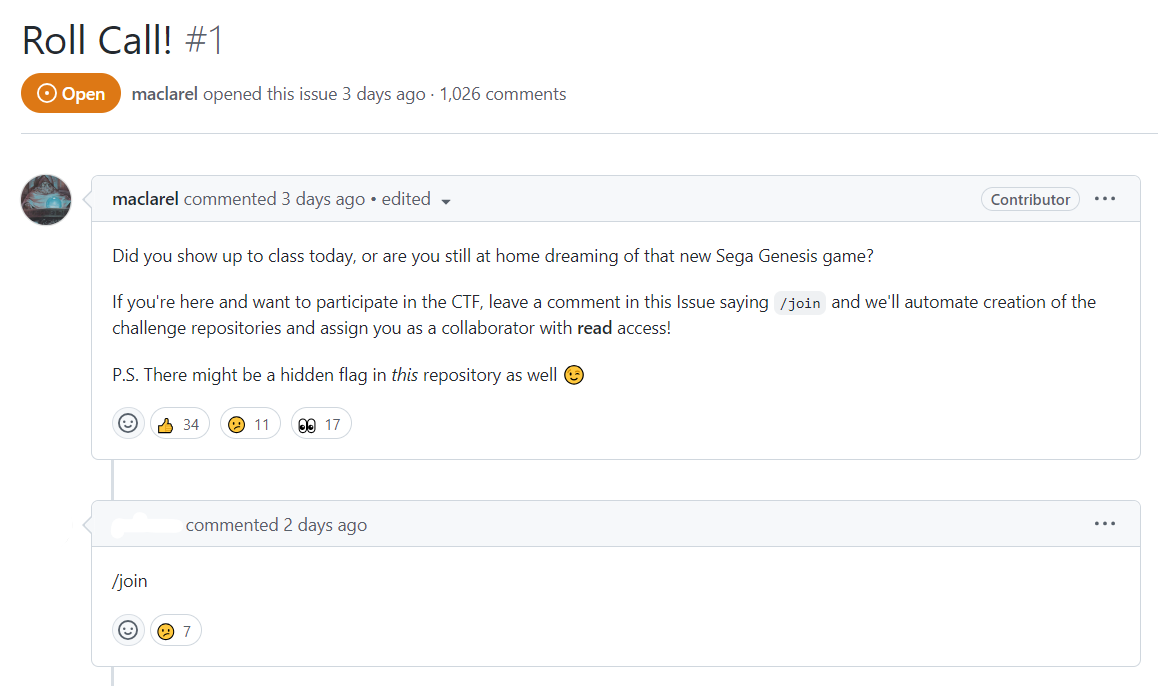 Roll Call! #1
Open maclarel opened this issue 3 days ago · 1,026 comments
maclarel commented 3 days ago • edited Contributor
Did you show up to class today, or are you still at home dreaming of that new Sega Genesis game?
If you're here and want to participate in the CTF, leave a comment in this Issue saying /join and we'll automate creation of the
challenge repositories and assign you as a collaborator with read access!
P.S. There might be a hidden flag in this repository as well 😉
34 11 17
commented 2 days ago
/join
7